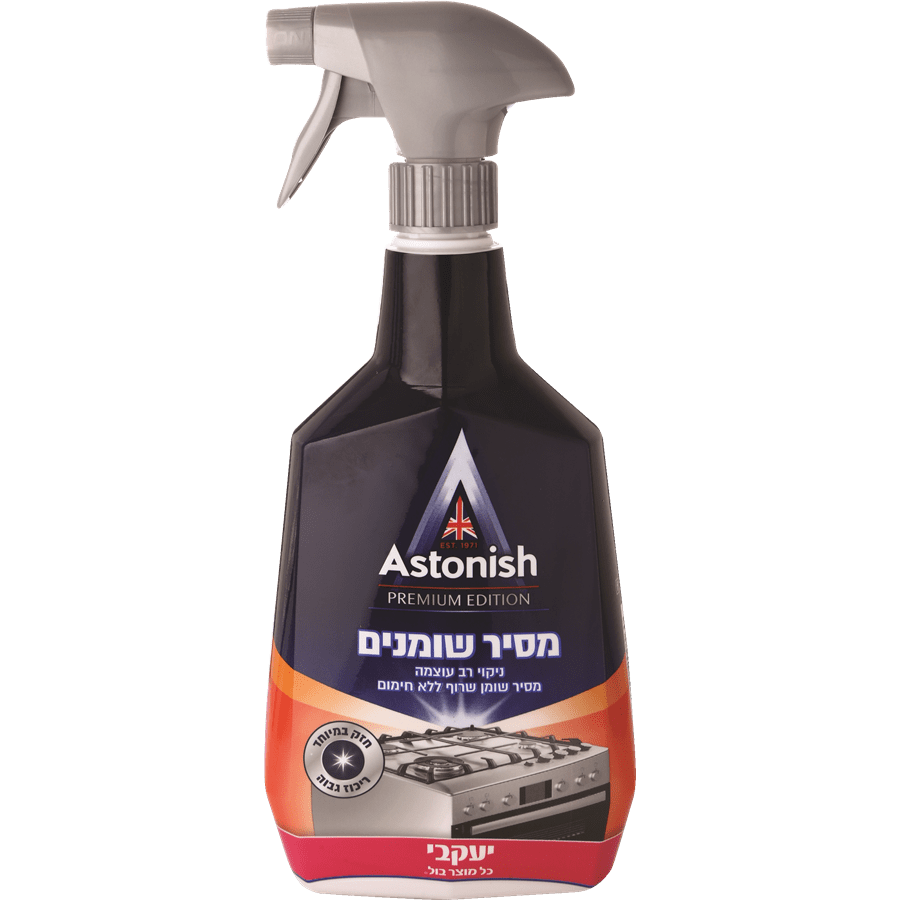 EST. 1971
Astonish
PREMIUM EDITION
מסיר שומנים
ניקוי רב עוצמה
מסיר שומן שרוף ללא חימום
חזק במיוחד
ריכוז גבוה
יעקבי
כל מוצר בול.